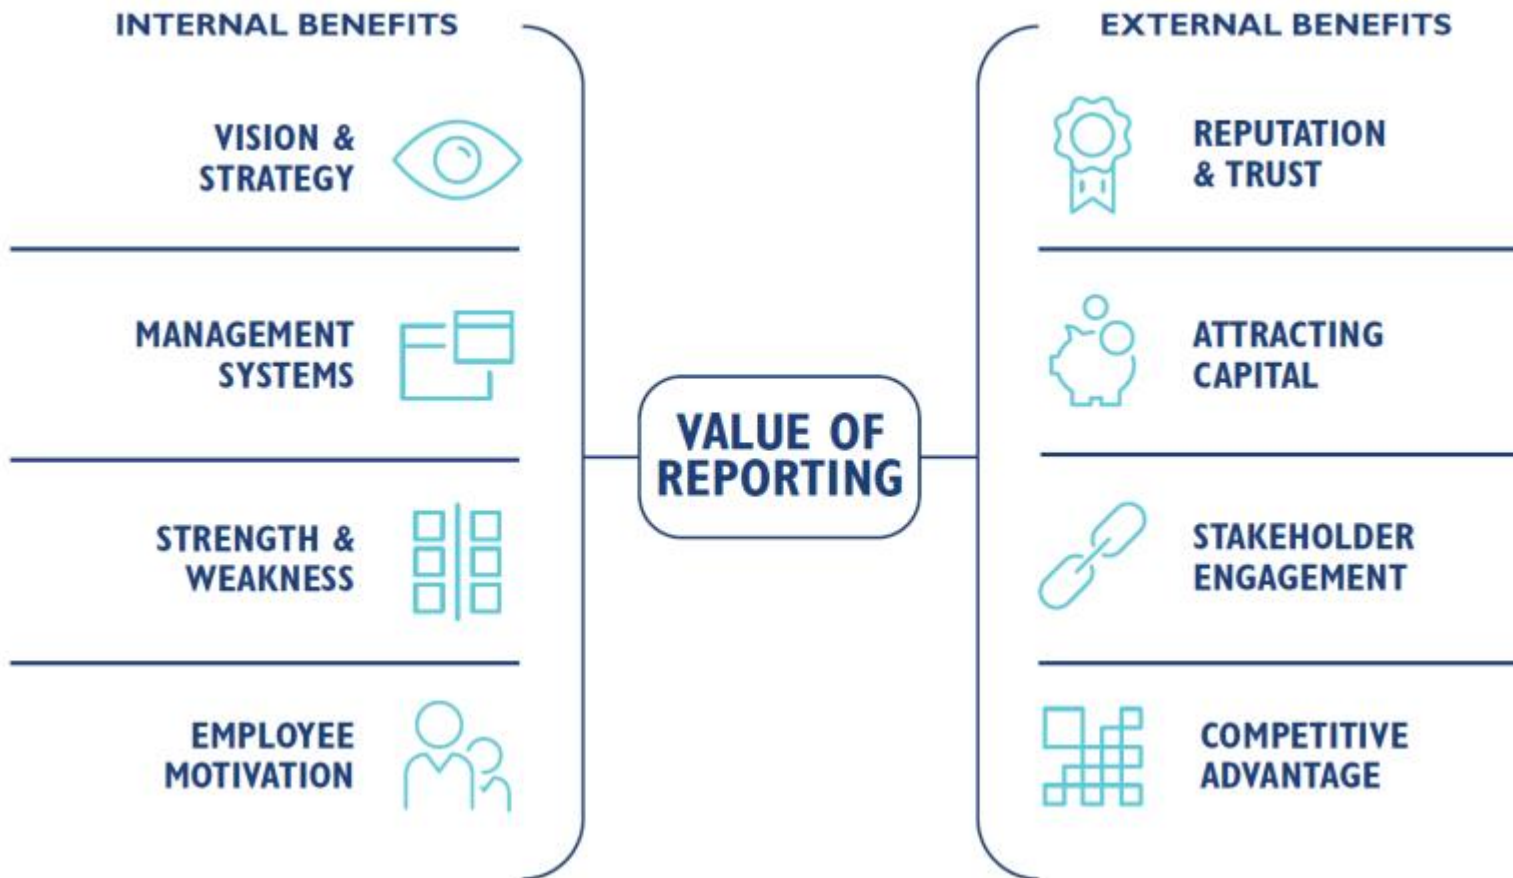 INTERNAL BENEFITS
VISION &
STRATEGY
MANAGEMENT
SYSTEMS
STRENGTH &
WEAKNESS
EMPLOYEE
MOTIVATION
VALUE OF
REPORTING
EXTERNAL BENEFITS
REPUTATION
& TRUST
ATTRACTING
CAPITAL
STAKEHOLDER
ENGAGEMENT
COMPETITIVE
ADVANTAGE